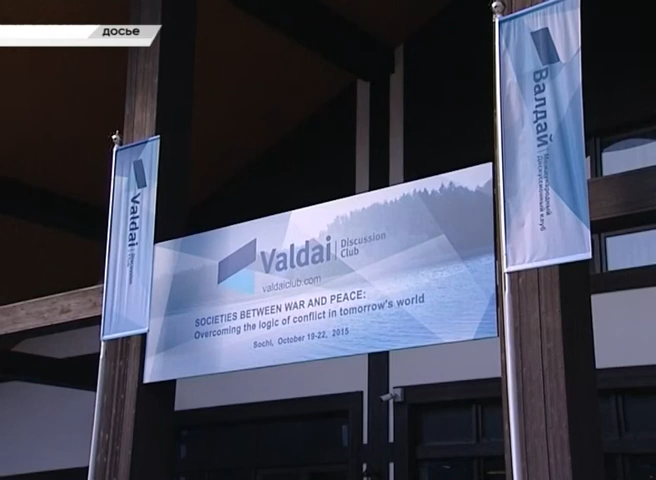 досье
Valdai
Discussion
Club
valdaiclub.com
SOCIETIES BETWEEN WAR AND PEACE:
Overcoming the logic of conflict in tomorrow's world
Sochi, October 19-22, 2015
Valdai
Валдай
Международный
Дискуссионный клуб